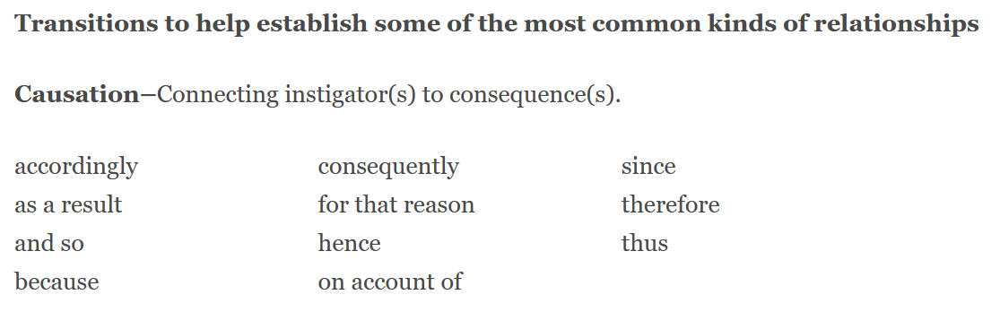 Transitions to help establish some of the most common kinds of relationships
Causation—Connecting instigator(s) to consequence(s).
accordingly consequently since
as a result for that reason therefore
and so hence thus
because on account of